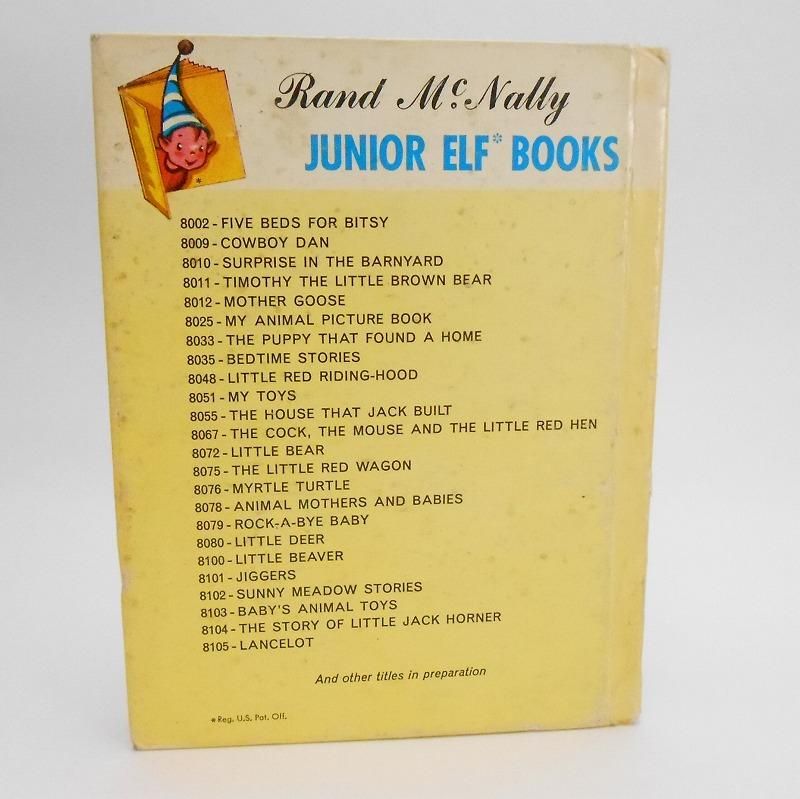 Rand McNally
JUNIOR ELF* BOOKS
*
8002 - FIVE BEDS FOR BITSY
8009 - COWBOY DAN
8010 - SURPRISE IN THE BARNYARD
8011 - TIMOTHY THE LITTLE BROWN BEAR
8012 - MOTHER GOOSE
8025 - MY ANIMAL PICTURE BOOK
8033 - THE PUPPY THAT FOUND A HOME
8035 - BEDTIME STORIES
8048 - LITTLE RED RIDING-HOOD
8051 - MY TOYS
8055 - THE HOUSE THAT JACK BUILT
8067 - THE COCK, THE MOUSE AND THE LITTLE RED HEN
8072 - LITTLE BEAR
8075 - THE LITTLE RED WAGON
8076 - MYRTLE TURTLE
8078 - ANIMAL MOTHERS AND BABIES
8079 - ROCK-A-BYE BABY
8080 - LITTLE DEER
8100 - LITTLE BEAVER
8101 - JIGGERS
8102 - SUNNY MEADOW STORIES
8103 - BABY'S ANIMAL TOYS
8104 - THE STORY OF LITTLE JACK HORNER
8105 - LANCELOT
And other titles in preparation
*Reg. U.S. Pat. Off.